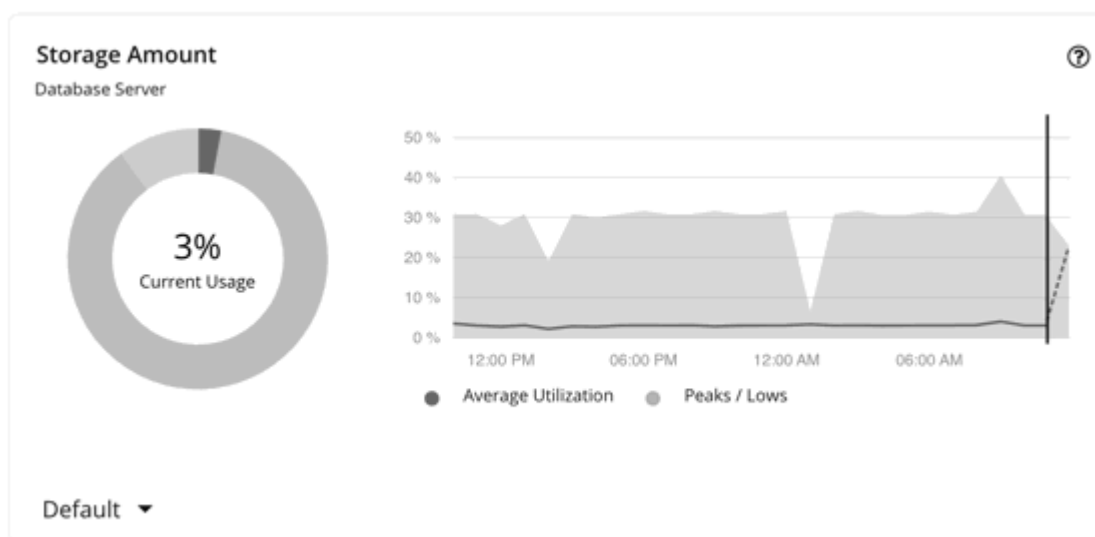 Storage Amount
Database Server
3%
Current Usage
50 %
40 %
30 %
20 %
10 %
0 %
12:00 PM 06:00 PM 12:00 AM 06:00 AM
Average Utilization Peaks / Lows
Default